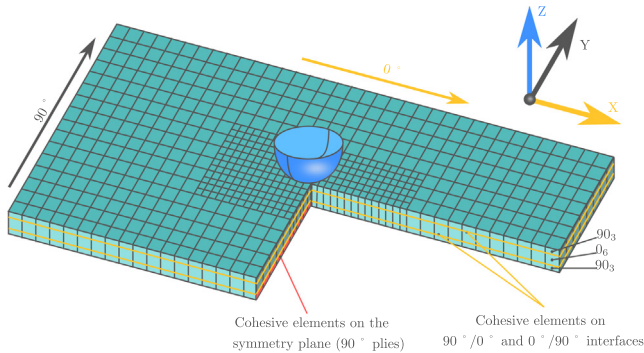 Z
Y
X
0 °
90 °
90₃
0₆
90₃
Cohesive elements on the
symmetry plane (90 ° plies)
Cohesive elements on
90 °/0 ° and 0 °/90 ° interfaces